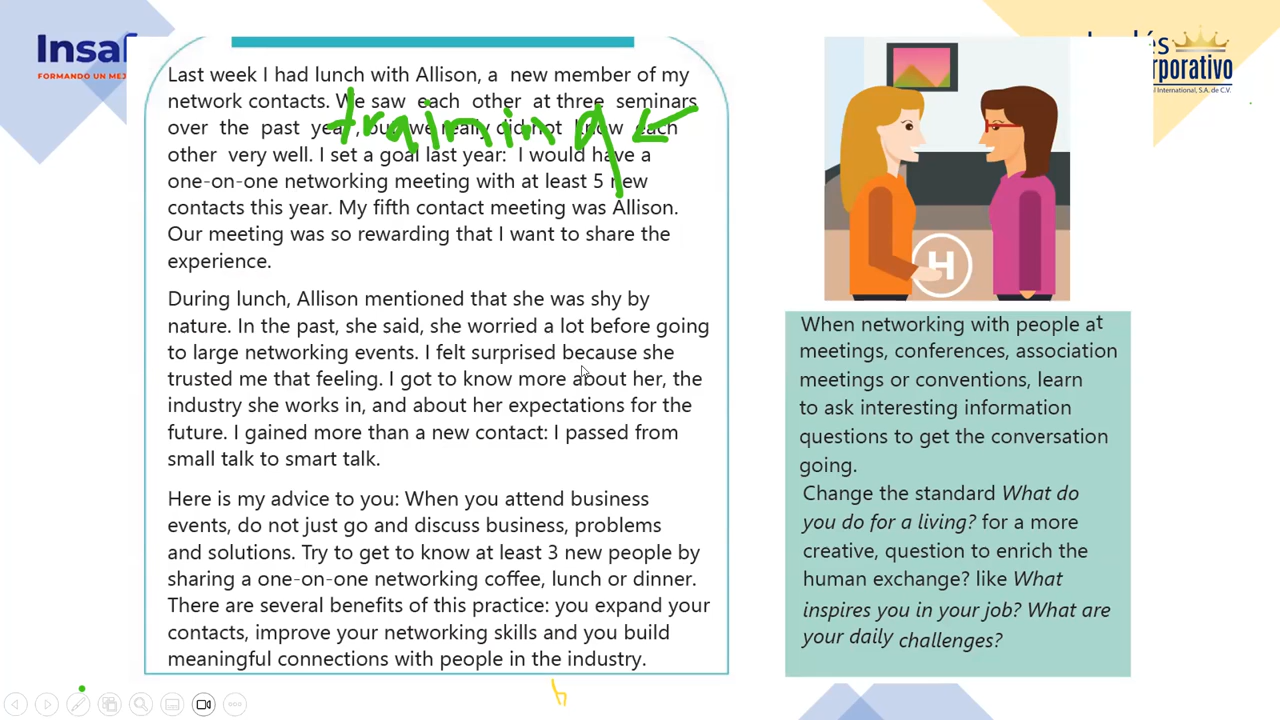 Insaf
FORMANDO UN MEJ
és
rporativo
l International, S.A. de C.V.
Last week I had lunch with Allison, a new member of my
network contacts. We saw each other at three seminars
training
over the past year, but we really did not know each
other very well. I set a goal last year: I would have a
one-on-one networking meeting with at least 5 new
contacts this year. My fifth contact meeting was Allison.
Our meeting was so rewarding that I want to share the
experience.
During lunch, Allison mentioned that she was shy by
nature. In the past, she said, she worried a lot before going
to large networking events. I felt surprised because she
trusted me that feeling. I got to know more about her, the
industry she works in, and about her expectations for the
future. I gained more than a new contact: I passed from
small talk to smart talk.
Here is my advice to you: When you attend business
events, do not just go and discuss business, problems
and solutions. Try to get to know at least 3 new people by
sharing a one-on-one networking coffee, lunch or dinner.
There are several benefits of this practice: you expand your
contacts, improve your networking skills and you build
meaningful connections with people in the industry.
H
When networking with people at
meetings, conferences, association
meetings or conventions, learn
to ask interesting information
questions to get the conversation
going.
Change the standard What do
you do for a living? for a more
creative, question to enrich the
human exchange? like What
inspires you in your job? What are
your daily challenges?